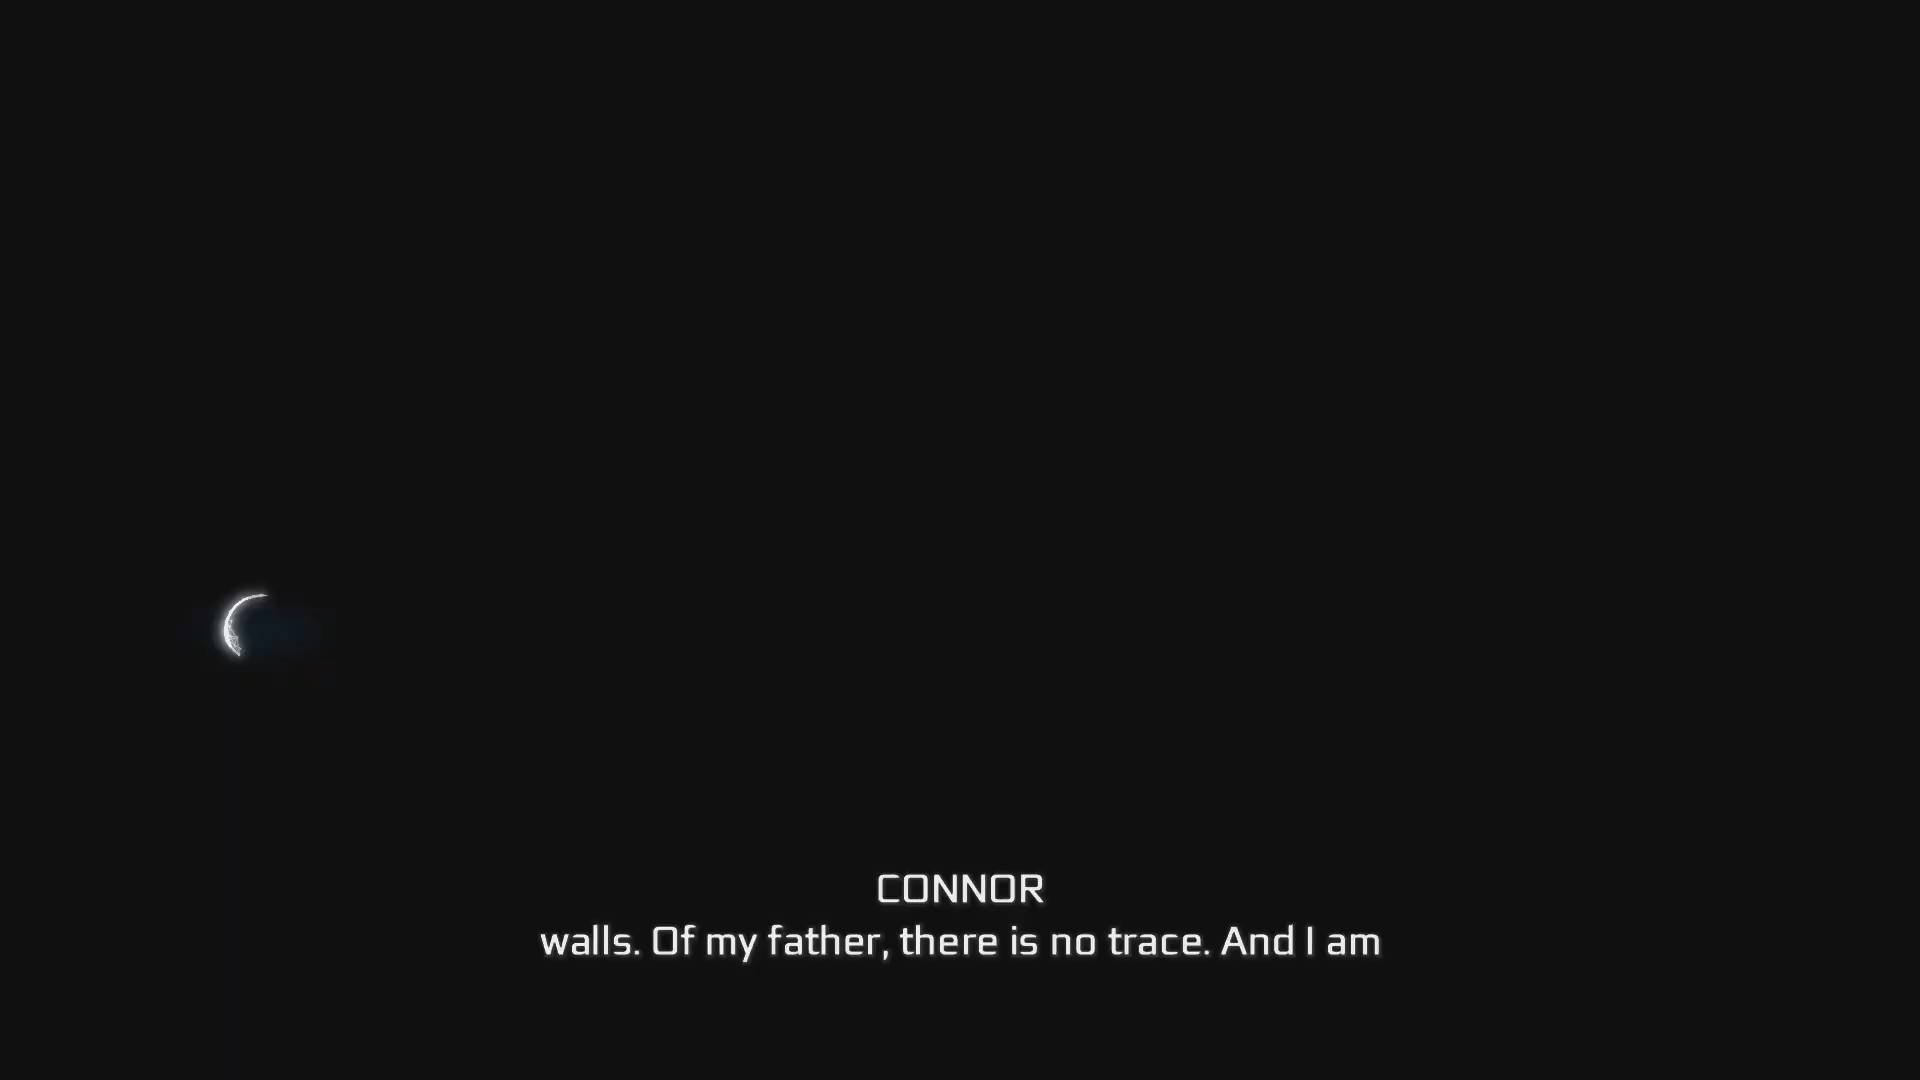 CONNOR
walls. Of my father, there is no trace. And I am